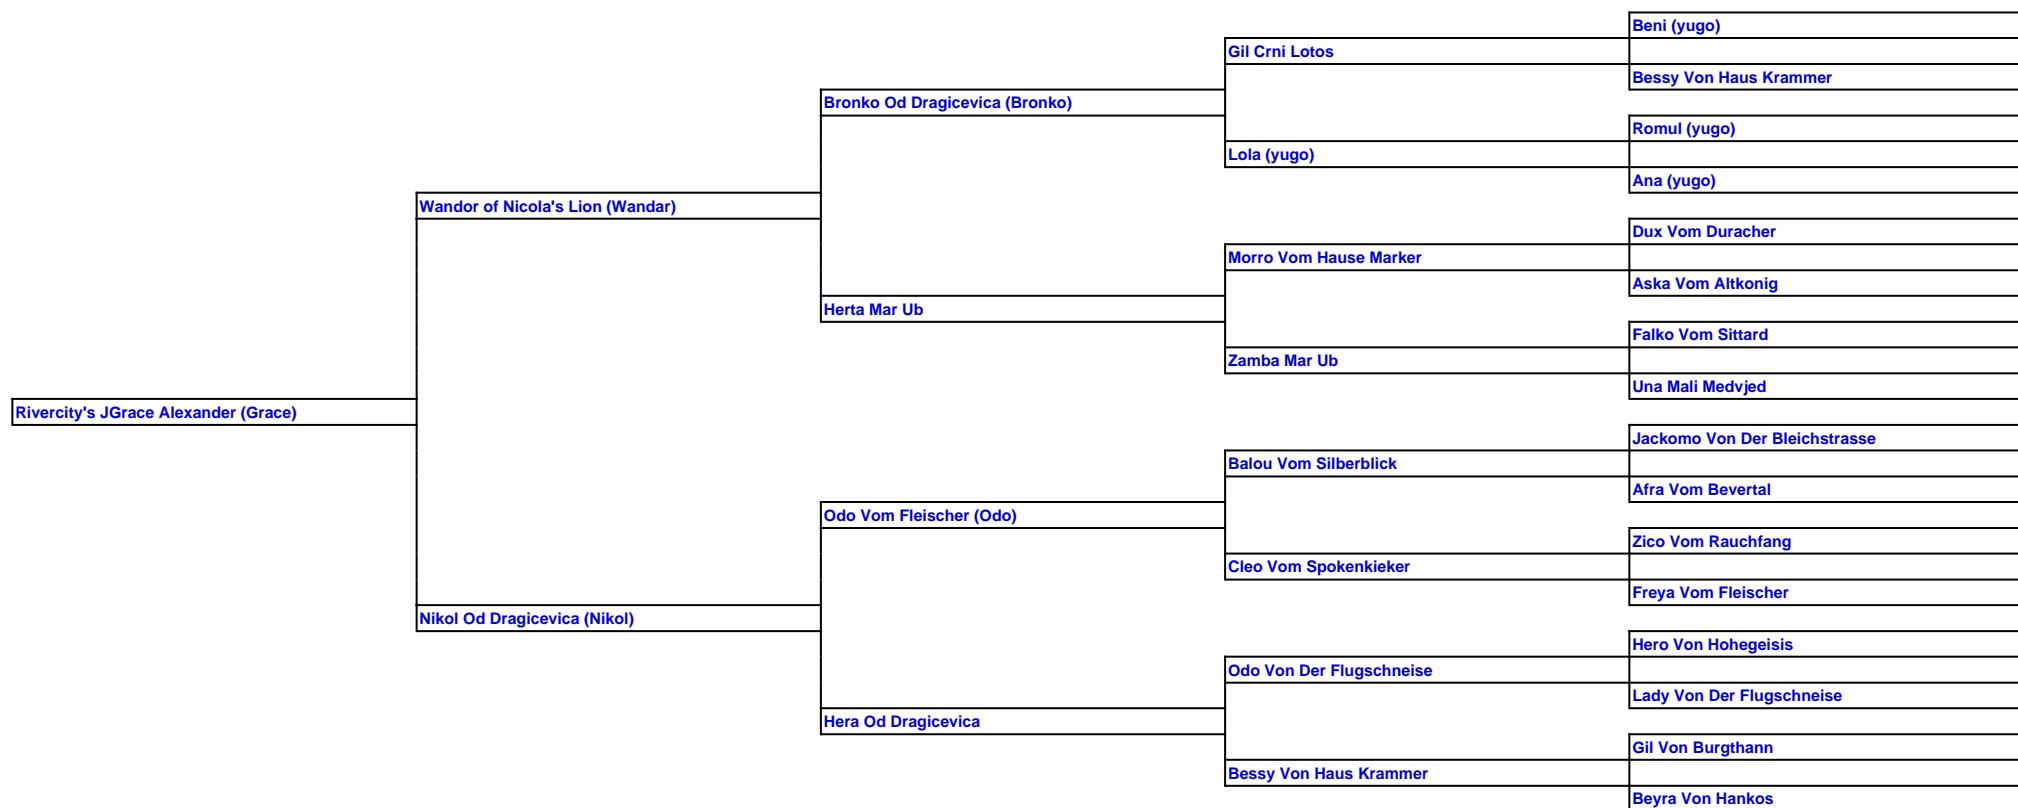 Beni (yugo)
Gil Crni Lotos
Bessy Von Haus Krammer
Bronko Od Dragicevica (Bronko)
Romul (yugo)
Lola (yugo)
Ana (yugo)
Wandor of Nicola's Lion (Wandar)
Dux Vom Duracher
Morro Vom Hause Marker
Aska Vom Altkonig
Herta Mar Ub
Falko Vom Sittard
Zamba Mar Ub
Una Mali Medvjed
Rivercity's JGrace Alexander (Grace)
Jackomo Von Der Bleichstrasse
Balou Vom Silberblick
Afra Vom Bevertal
Odo Vom Fleischer (Odo)
Zico Vom Rauchfang
Cleo Vom Spokenkieker
Freya Vom Fleischer
Nikol Od Dragicevica (Nikol)
Hero Von Hohegeisis
Odo Von Der Flugschneise
Lady Von Der Flugschneise
Hera Od Dragicevica
Gil Von Burgthann
Bessy Von Haus Krammer
Beyra Von Hankos